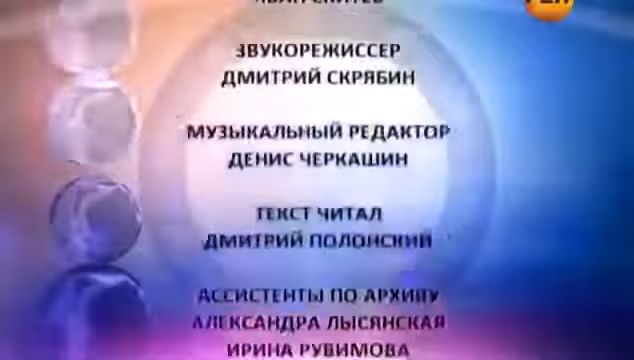 ЗВУКОРЕЖИССЕР
ДМИТРИЙ СКРЯБИН
МУЗЫКАЛЬНЫЙ РЕДАКТОР
ДЕНИС ЧЕРКАШИН
ТЕКСТ ЧИТАЛ
ДМИТРИЙ ПОЛОНСКИЙ
АССИСТЕНТЫ ПО АРХИВУ
АЛЕКСАНДРА ЛЫСЯНСКАЯ
ИРИНА РУВИМОВА